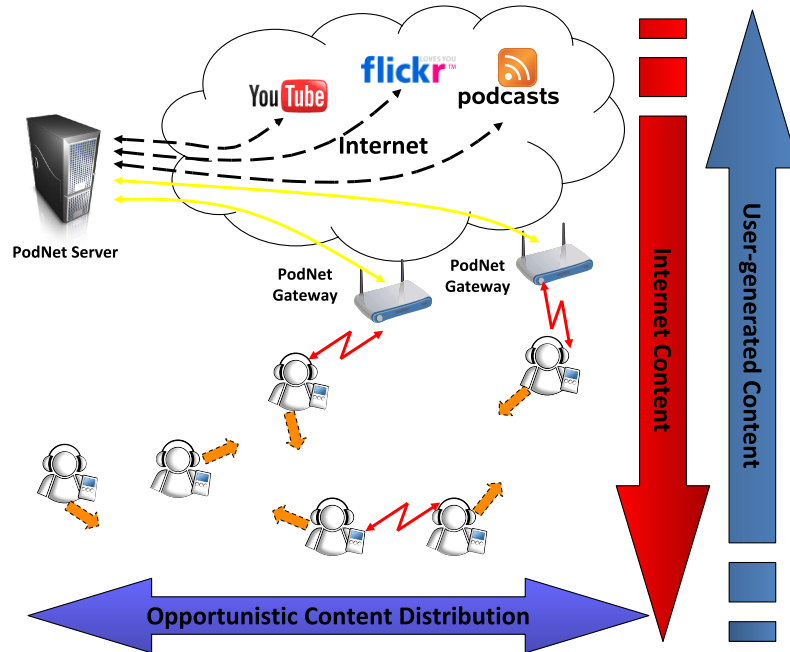 YouTube
flickr
LOVES YOU
TM
podcasts
Internet
PodNet Server
PodNet
Gateway
PodNet
Gateway
Internet Content
User-generated Content
Opportunistic Content Distribution